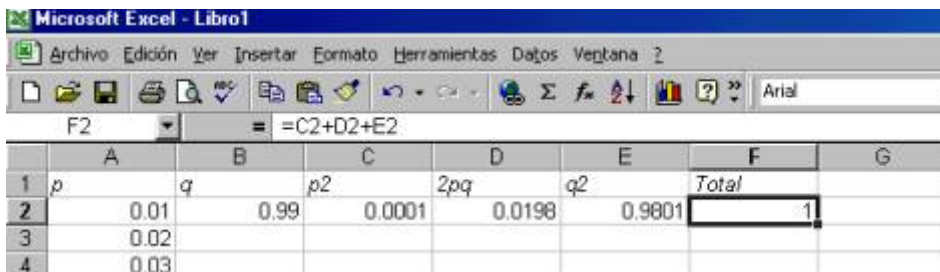 Microsoft Excel - Libro1
Archivo Edición Ver Insertar Formato Herramientas Datos Ventana ?
Arial
F2 = =C2+D2+E2
A B C D E F G
1 p q p2 2pq q2 Total
2 0.01 0.99 0.0001 0.0198 0.9801 1
3 0.02
4 0.03